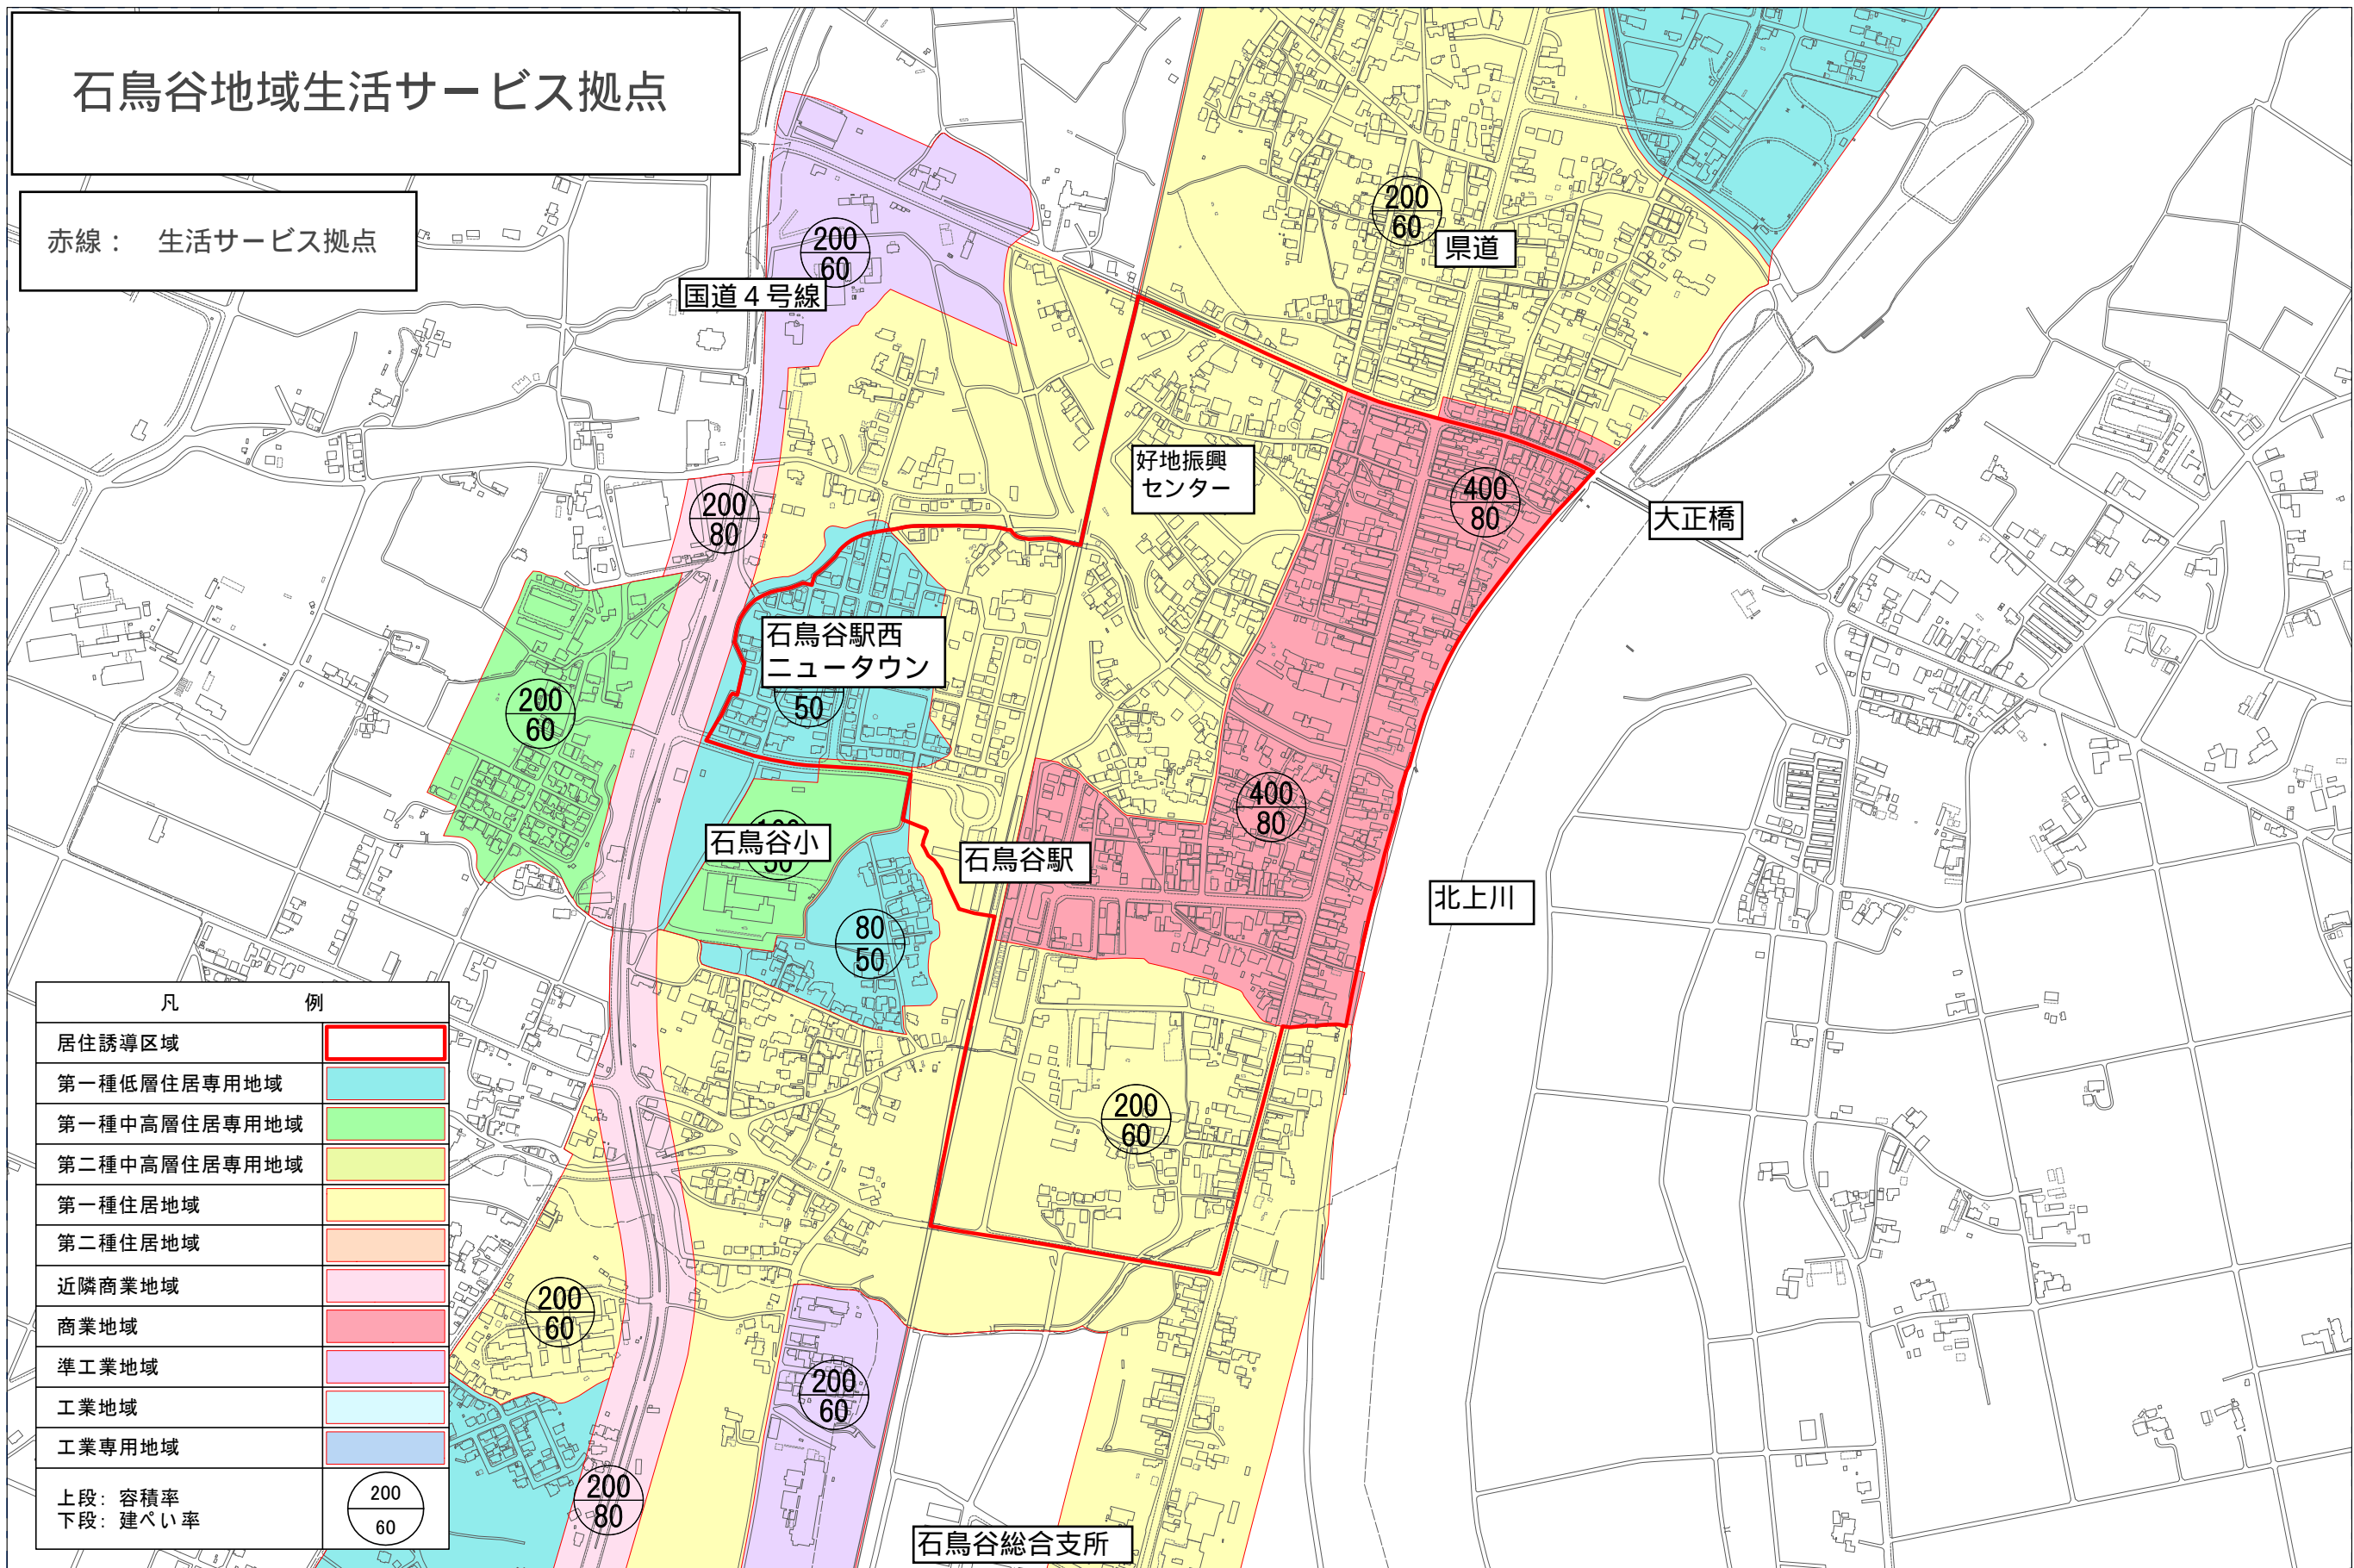 石鳥谷地域生活サービス拠点
赤線： 生活サービス拠点
200
60
200
60
県道
国道４号線
好地振興
センター
400
80
大正橋
200
80
石鳥谷駅西
ニュータウン
50
200
60
400
80
石鳥谷小
50
石鳥谷駅
北上川
80
50
200
60
200
60
200
60
200
80
石鳥谷総合支所
凡 例
居住誘導区域
第一種低層住居専用地域
第一種中高層住居専用地域
第二種中高層住居専用地域
第一種住居地域
第二種住居地域
近隣商業地域
商業地域
準工業地域
工業地域
工業専用地域
上段：容積率
下段：建ぺい率
200
60